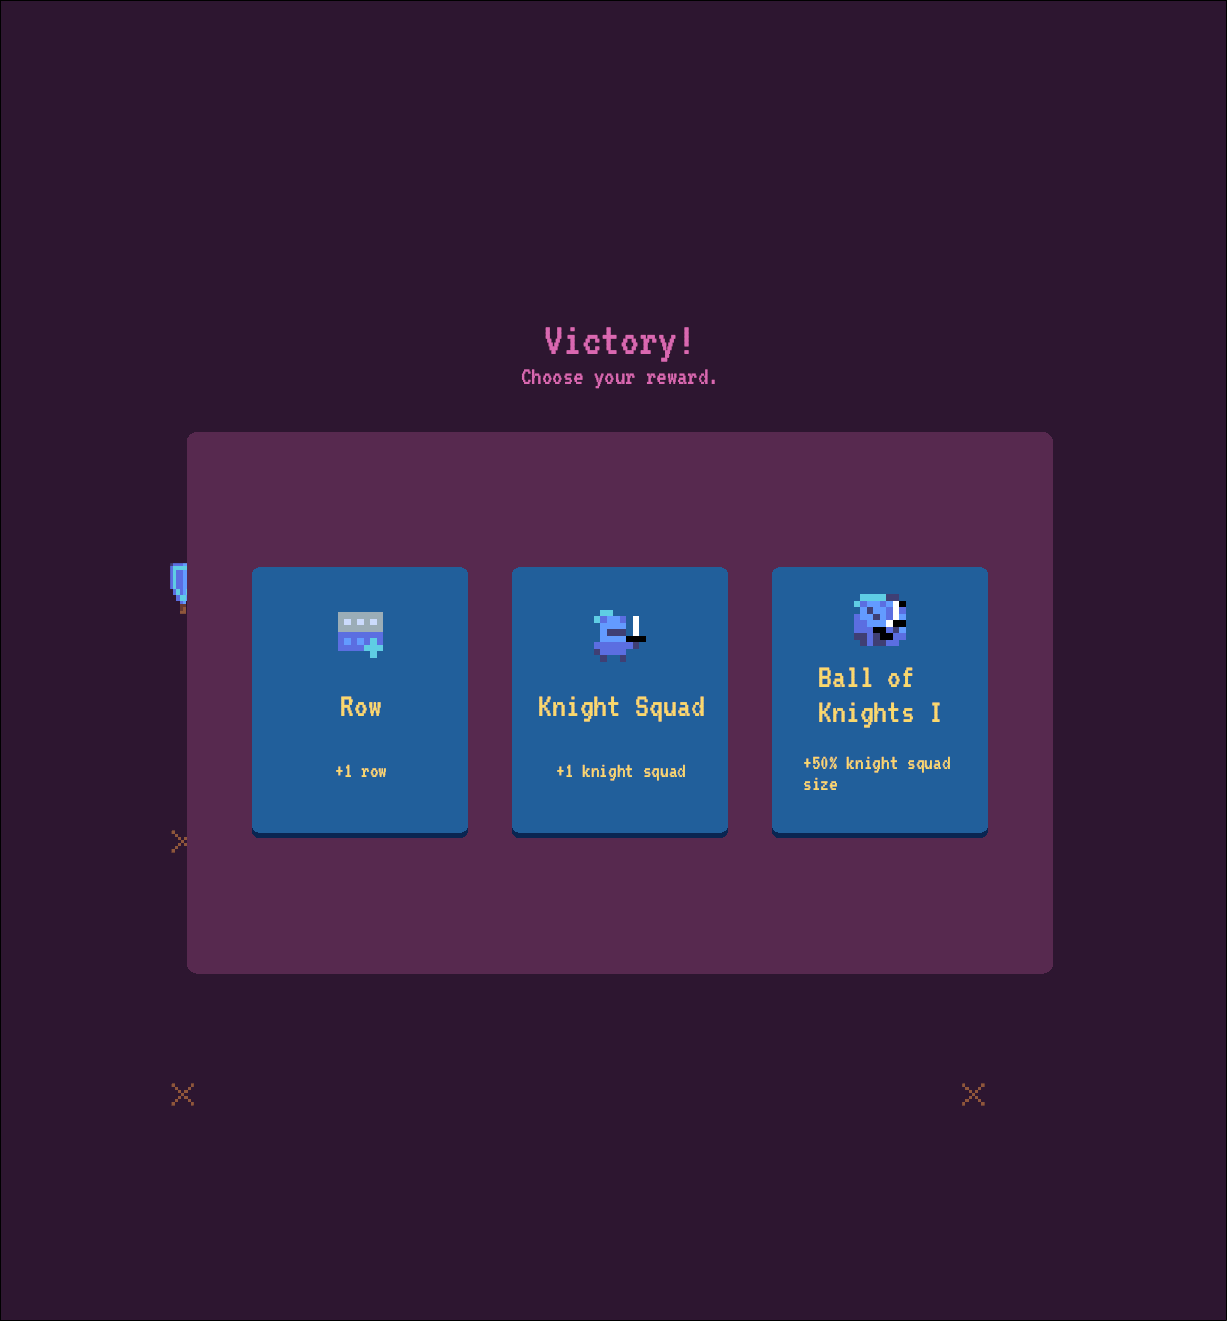 Victory!
Choose your reward.
Row
+1 row
Knight Squad
+1 knight squad
Ball of
Knights I
+50% knight squad
size